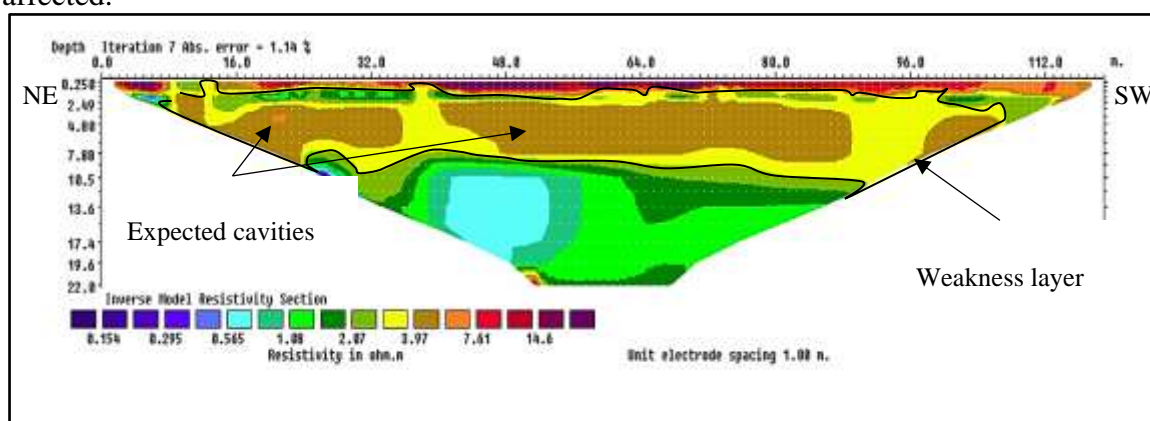 affected.
Depth Iteration 7 Abs. error = 1.14 %
0.0 16.0 32.0 48.0 64.0 80.0 96.0 112.0 m.
NE
SW
0.250
2.49
4.80
7.80
10.5
13.6
17.4
19.6
22.0
Expected cavities
Weakness layer
Inverse Model Resistivity Section
0.154 0.295 0.565 1.08 2.07 3.97 7.61 14.6
Resistivity in ohm.m
Unit electrode spacing 1.00 m.